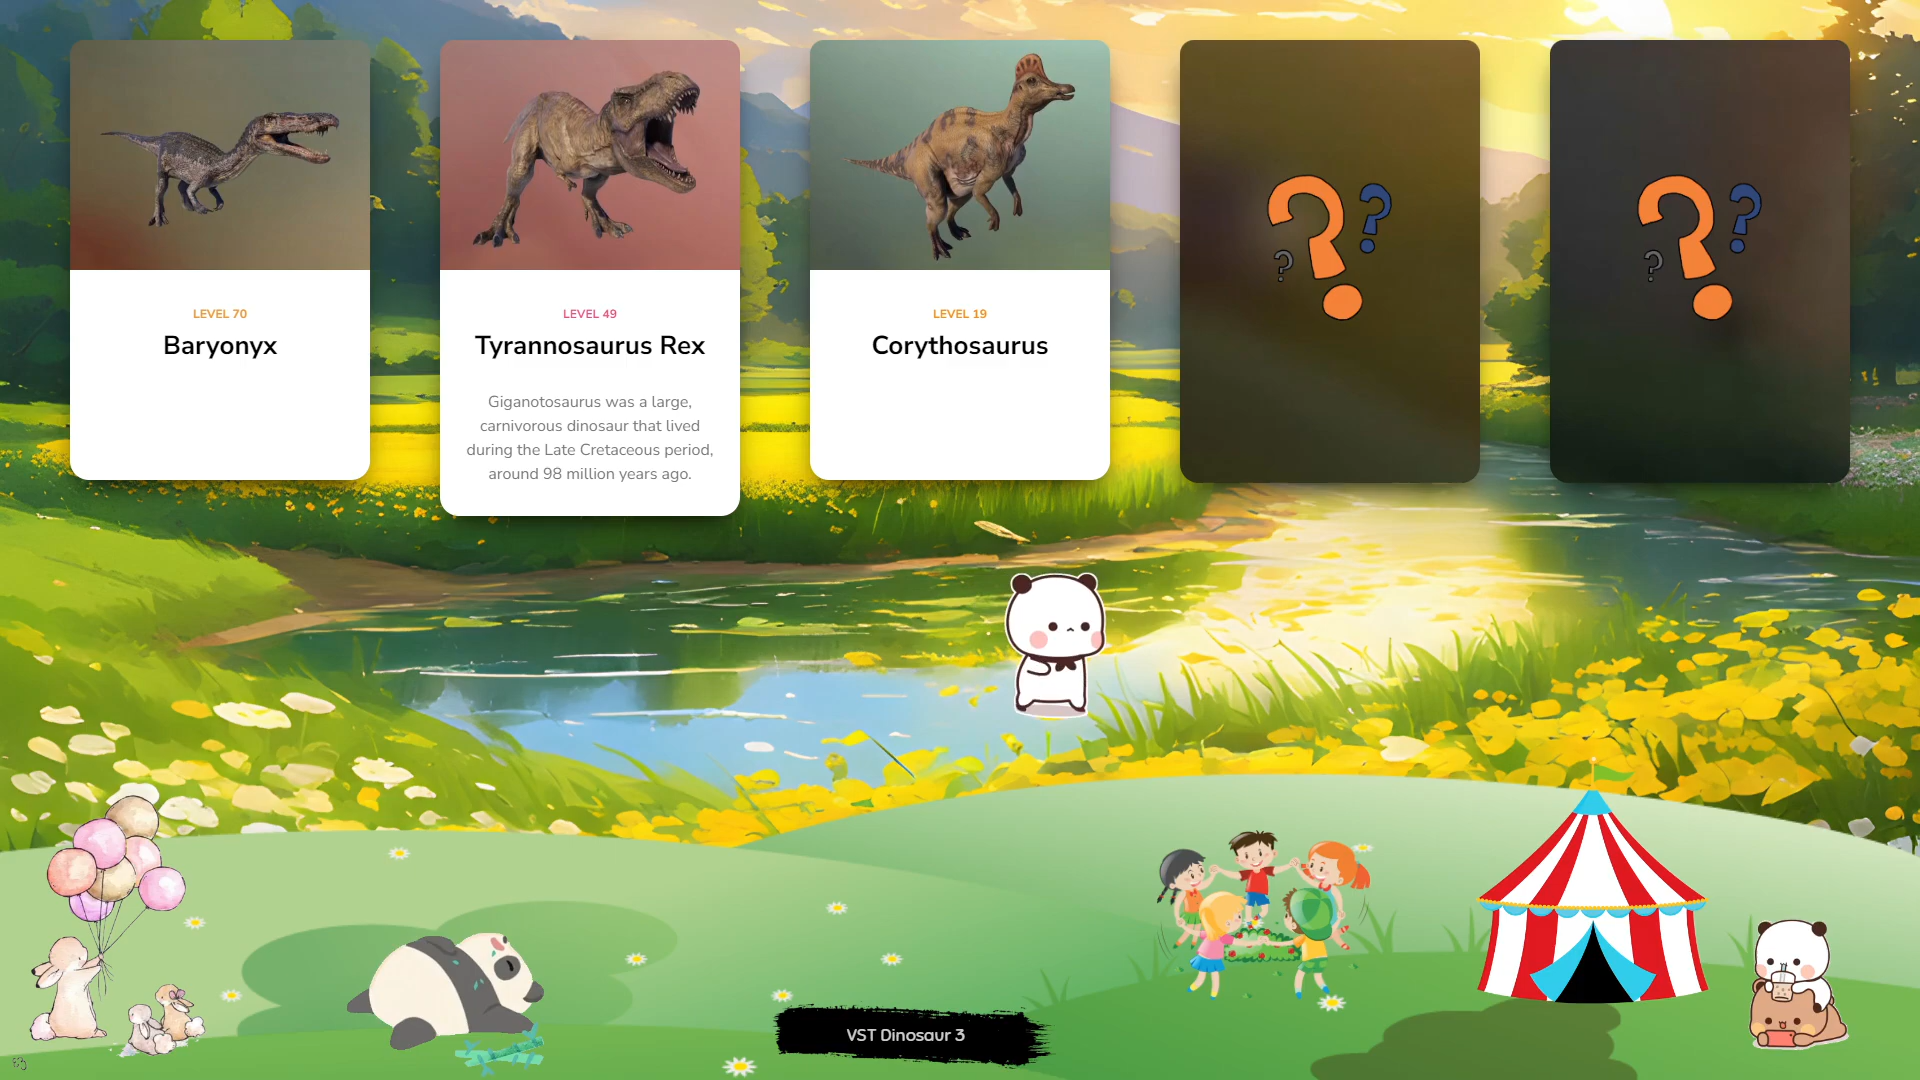 LEVEL 70
Baryonyx
LEVEL 49
Tyrannosaurus Rex
Giganotosaurus was a large,
carnivorous dinosaur that lived
during the Late Cretaceous period,
around 98 million years ago.
LEVEL 19
Corythosaurus
? ? ?
? ? ?
VST Dinosaur 3